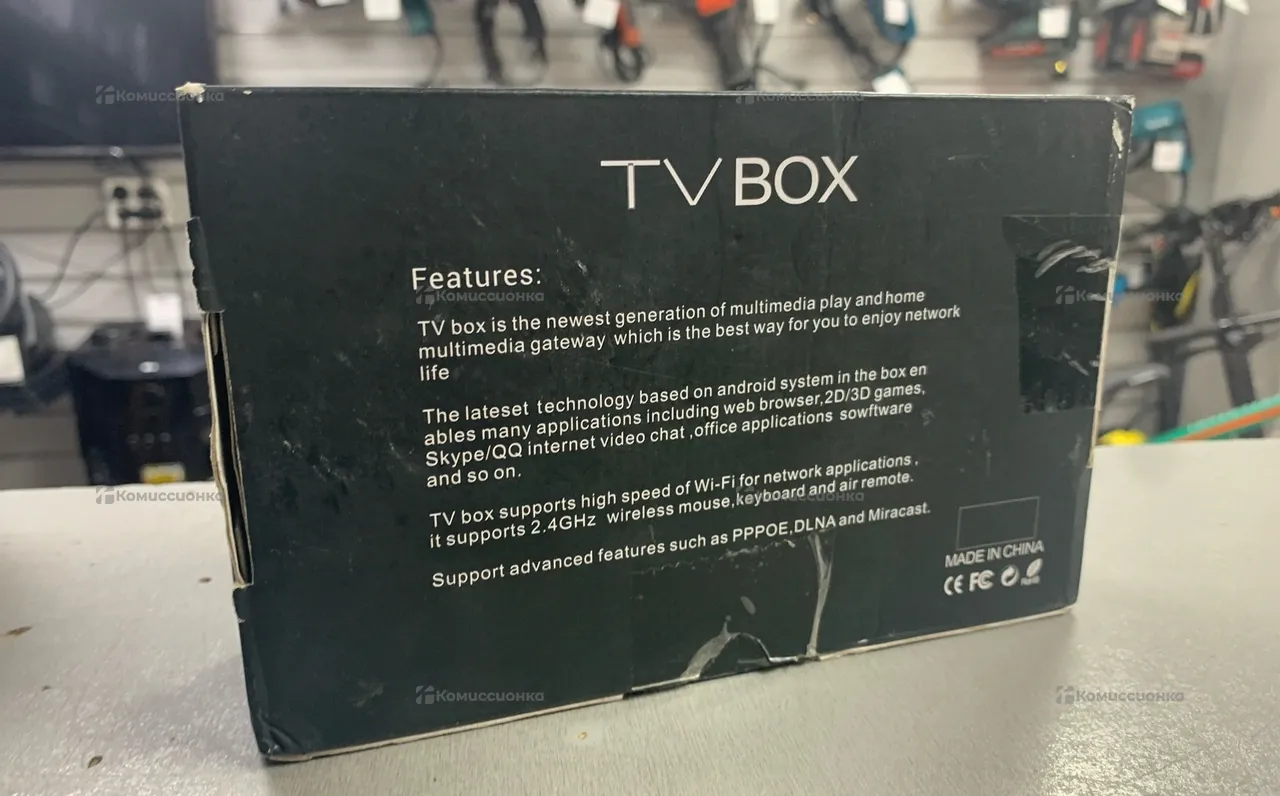 TV BOX
Features:
TV box is the newest generation of multimedia play and home
multimedia gateway which is the best way for you to enjoy network
life
The lateset technology based on android system in the box en
ables many applications including web browser,2D/3D games,
Skype/QQ internet video chat ,office applications sowftware
and so on.
TV box supports high speed of Wi-Fi for network applications ,
it supports 2.4GHz wireless mouse,keyboard and air remote.
Support advanced features such as PPPOE,DLNA and Miracast.
MADE IN CHINA
CE FC RoHS
Комиссионка
Комиссионка
Комиссионка
Комиссионка
Комиссионка
Комиссионка
Комиссионка
Комиссионка